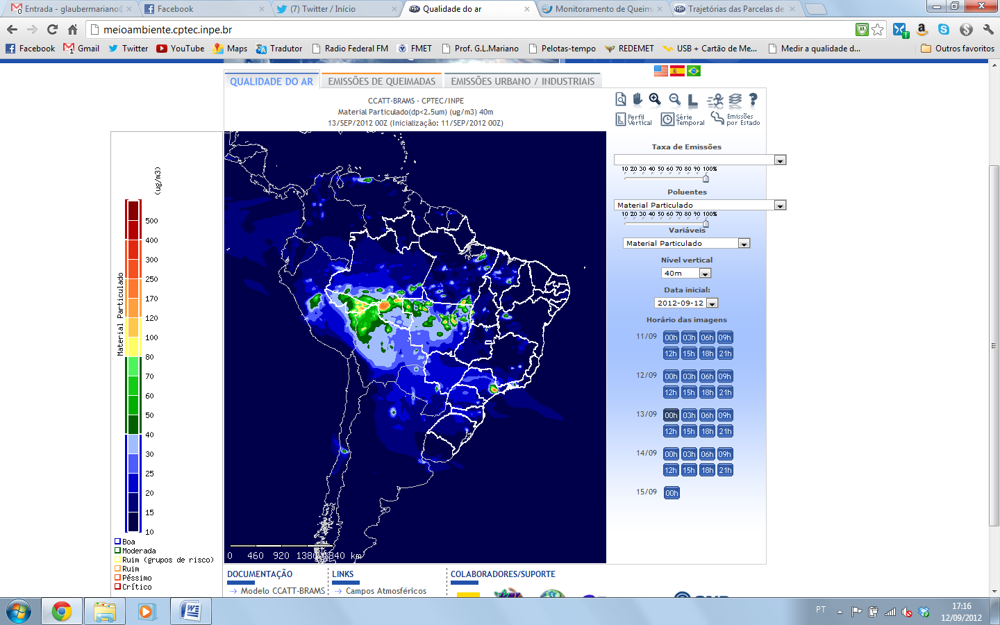 Entrada - glaubermariano@
Facebook
(7) Twitter / Início
Qualidade do ar
Monitoramento de Queim
Trajetórias das Parcelas de
meioambiente.cptec.inpe.br
Facebook
Gmail
Twitter
YouTube
Maps
Tradutor
Radio Federal FM
FMET
Prof. G.L.Mariano
Pelotas-tempo
REDEMET
USB + Cartão de Me...
Medir a qualidade d...
Outros favoritos
QUALIDADE DO AR
EMISSÕES DE QUEIMADAS
EMISSÕES URBANO / INDUSTRIAIS
CCATT-BRAMS - CPTEC/INPE
Material Particulado(dp<2.5um) (ug/m3) 40m
13/SEP/2012 00Z (Inicialização: 11/SEP/2012 00Z)
Perfil Vertical
Série Temporal
Emissões por Estado
Taxa de Emissões
10 20 30 40 50 60 70 80 90 100%
Poluentes
Material Particulado
10 20 30 40 50 60 70 80 90 100%
Variáveis
Material Particulado
Nível vertical
40m
Data inicial:
2012-09-12
Horário das imagens
11/09 00h 03h 06h 09h
12h 15h 18h 21h
12/09 00h 03h 06h 09h
12h 15h 18h 21h
13/09 00h 03h 06h 09h
12h 15h 18h 21h
14/09 00h 03h 06h 09h
12h 15h 18h 21h
15/09 00h
(ug/m3)
Material Particulado
500
400
300
250
170
120
100
80
70
60
50
40
30
25
20
15
10
Boa
Moderada
Ruim (grupos de risco)
Ruim
Péssimo
Crítico
0 460 920 1380 1840 km
DOCUMENTAÇÃO
Modelo CCATT-BRAMS
LINKS
Campos Atmosféricos
COLABORADORES/SUPORTE
PT
17:16
12/09/2012